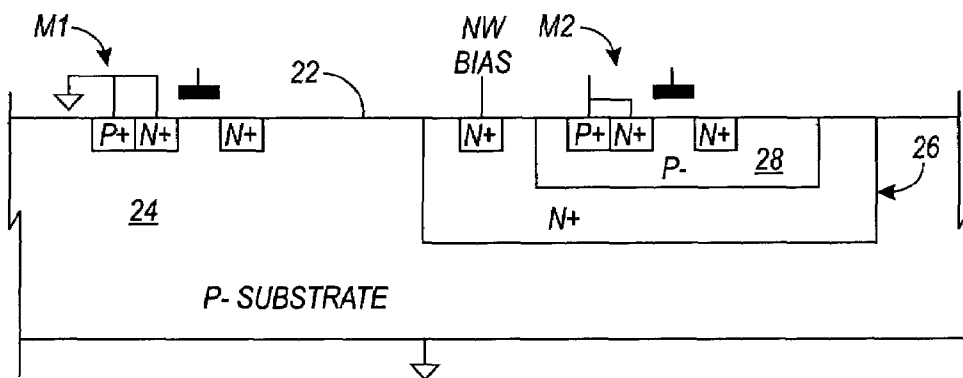 M1
NW
BIAS
M2
22
P+ N+ N+ N+ P+ N+ N+
28
P-
26
24
N+
P- SUBSTRATE